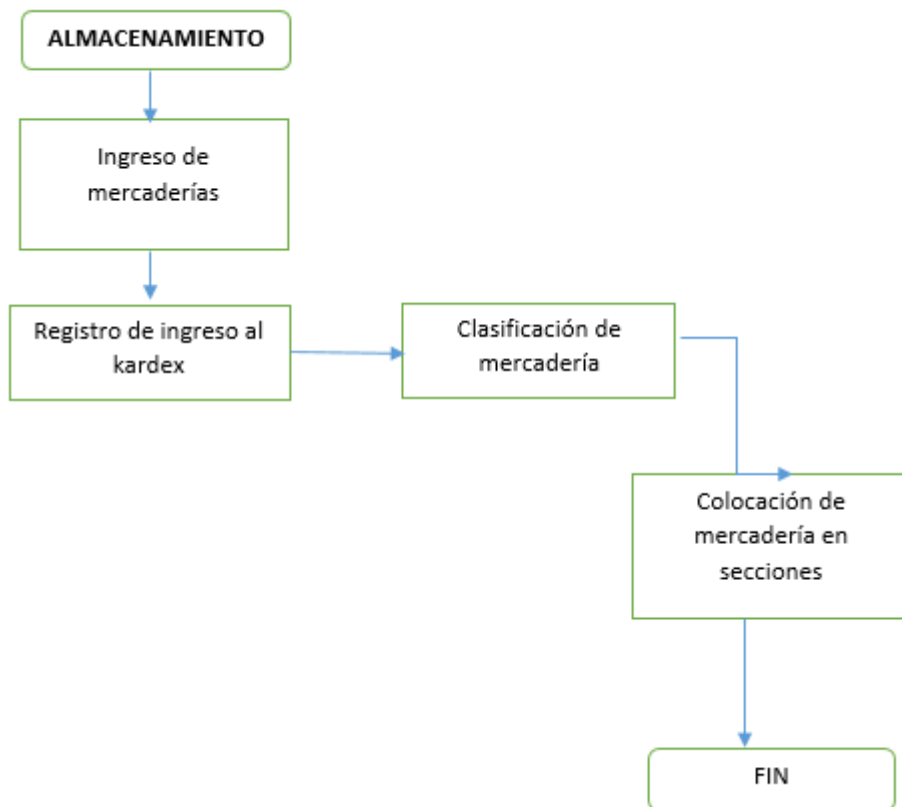 ALMACENAMIENTO
Ingreso de
mercaderías
Registro de ingreso al
kardex
Clasificación de
mercadería
Colocación de
mercadería en
secciones
FIN